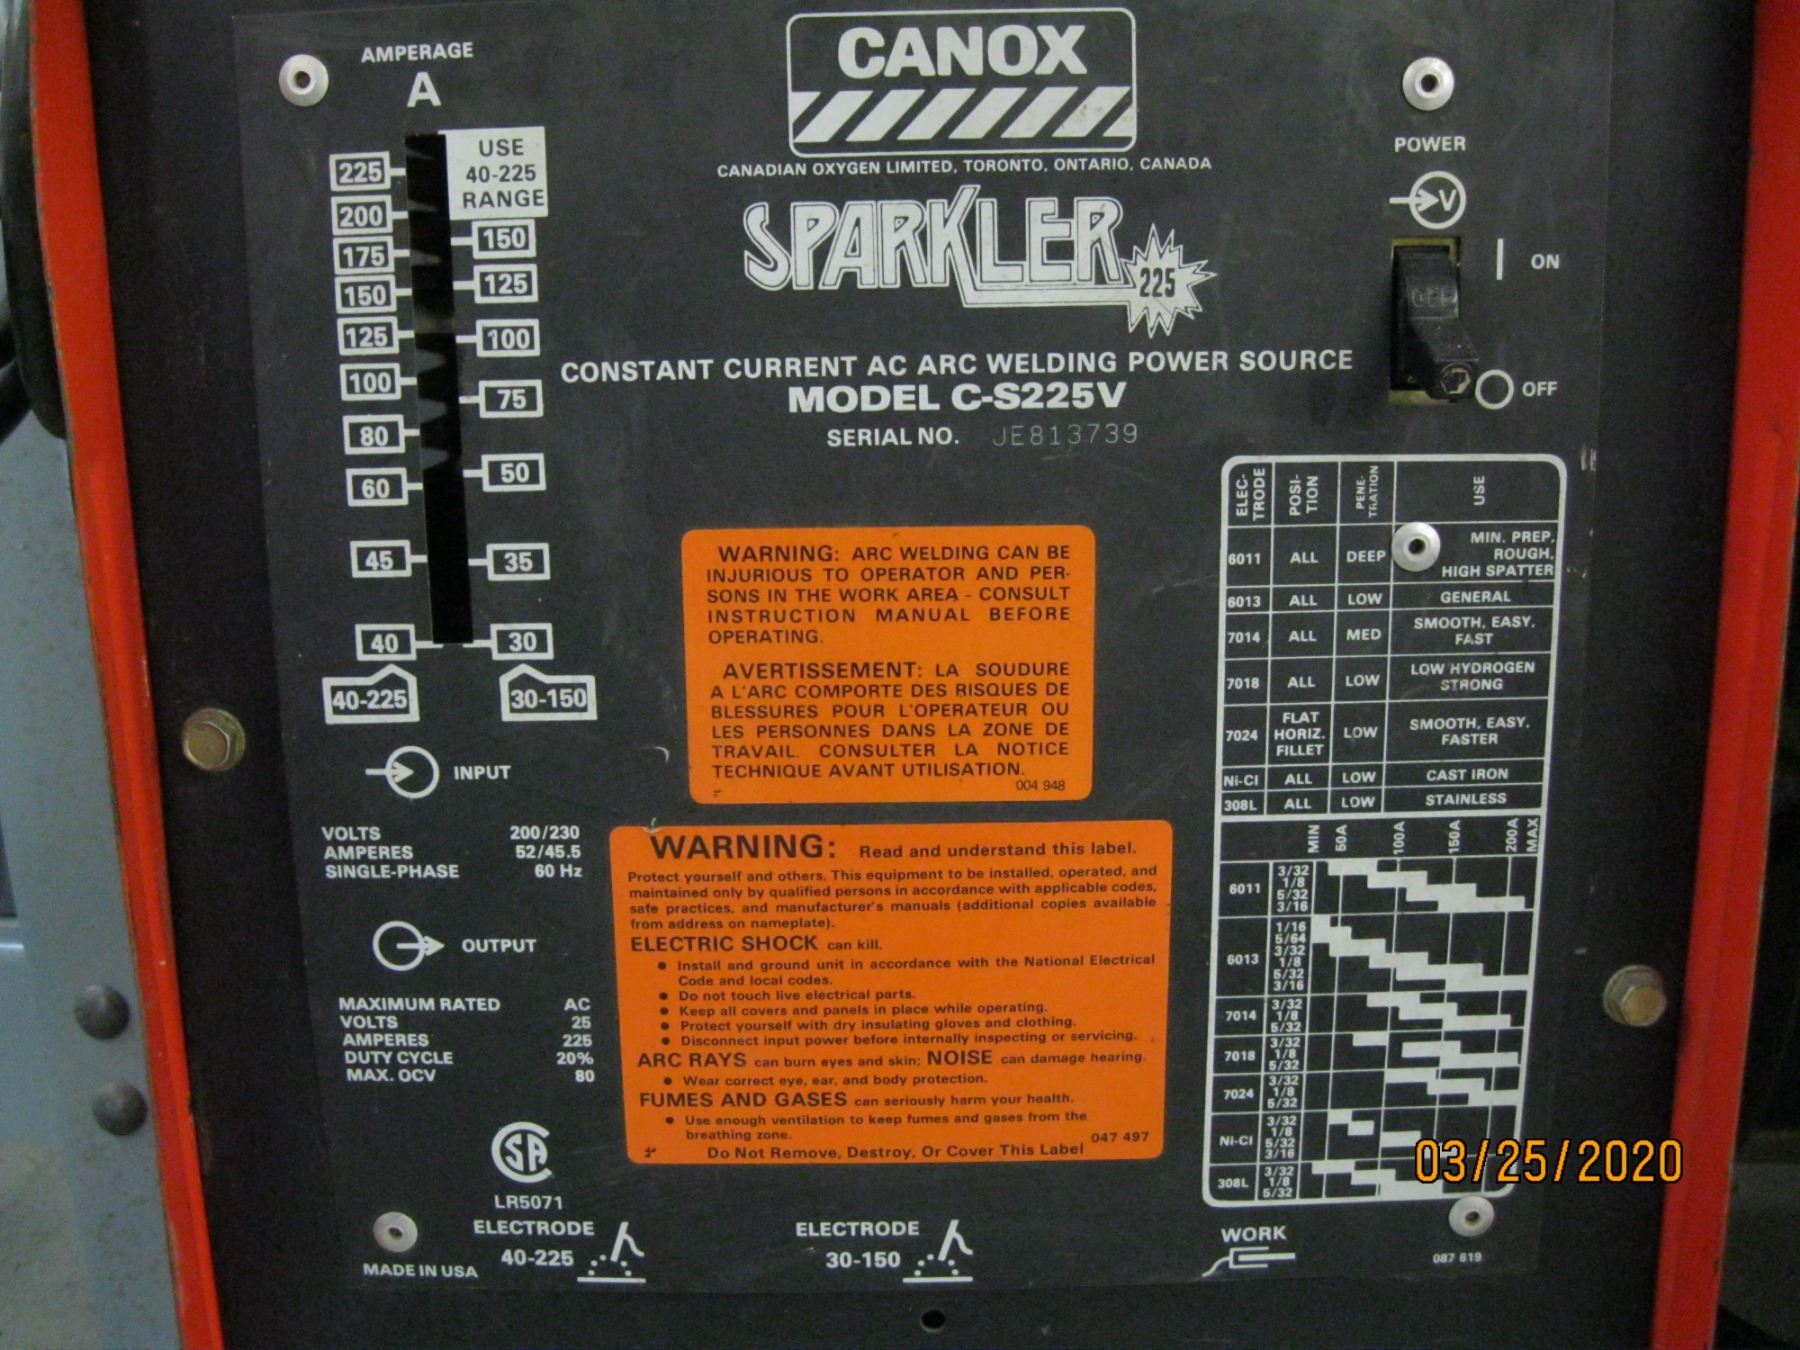 AMPERAGE
A
USE
40-225
RANGE
225
200
175
150
125
100
80
60
45
40
40-225
150
125
100
75
50
35
30
30-150
CANOX
CANADIAN OXYGEN LIMITED, TORONTO, ONTARIO, CANADA
SPARKLER
225
CONSTANT CURRENT AC ARC WELDING POWER SOURCE
MODEL C-S225V
SERIAL NO. JE813739
POWER
V
ON
OFF
OFF
WARNING: ARC WELDING CAN BE
INJURIOUS TO OPERATOR AND PER-
SONS IN THE WORK AREA - CONSULT
INSTRUCTION MANUAL BEFORE
OPERATING.
AVERTISSEMENT: LA SOUDURE
A L'ARC COMPORTE DES RISQUES DE
BLESSURES POUR L'OPERATEUR OU
LES PERSONNES DANS LA ZONE DE
TRAVAIL. CONSULTER LA NOTICE
TECHNIQUE AVANT UTILISATION.
004 948
INPUT
VOLTS 200/230
AMPERES 52/45.5
SINGLE-PHASE 60 Hz
OUTPUT
MAXIMUM RATED AC
VOLTS 25
AMPERES 225
DUTY CYCLE 20%
MAX. OCV 80
SA
LR5071
WARNING: Read and understand this label.
Protect yourself and others. This equipment to be installed, operated, and
maintained only by qualified persons in accordance with applicable codes,
safe practices, and manufacturer's manuals (additional copies available
from address on nameplate).
ELECTRIC SHOCK can kill.
• Install and ground unit in accordance with the National Electrical
Code and local codes.
• Do not touch live electrical parts.
• Keep all covers and panels in place while operating.
• Protect yourself with dry insulating gloves and clothing.
• Disconnect input power before internally inspecting or servicing.
ARC RAYS can burn eyes and skin; NOISE can damage hearing.
• Wear correct eye, ear, and body protection.
FUMES AND GASES can seriously harm your health.
• Use enough ventilation to keep fumes and gases from the
breathing zone.
047 497
Do Not Remove, Destroy, Or Cover This Label
ELEC-
TRODE
POSI-
TION
PENE-
TRATION
USE
6011 ALL DEEP MIN. PREP.
ROUGH,
HIGH SPATTER
6013 ALL LOW GENERAL
7014 ALL MED SMOOTH, EASY,
FAST
7018 ALL LOW LOW HYDROGEN
STRONG
7024 FLAT
HORIZ.
FILLET
LOW SMOOTH, EASY,
FASTER
Ni-Cl ALL LOW CAST IRON
308L ALL LOW STAINLESS
MIN 50A 100A 150A 200A MAX
6011
3/32
1/8
5/32
3/16
6013
1/16
5/64
3/32
1/8
5/32
3/16
7014
3/32
1/8
5/32
7018
3/32
1/8
5/32
7024
3/32
1/8
5/32
Ni-Cl
3/32
1/8
5/32
3/16
308L
3/32
1/8
5/32
03/25/2020
MADE IN USA
ELECTRODE
40-225
ELECTRODE
30-150
WORK
087 619